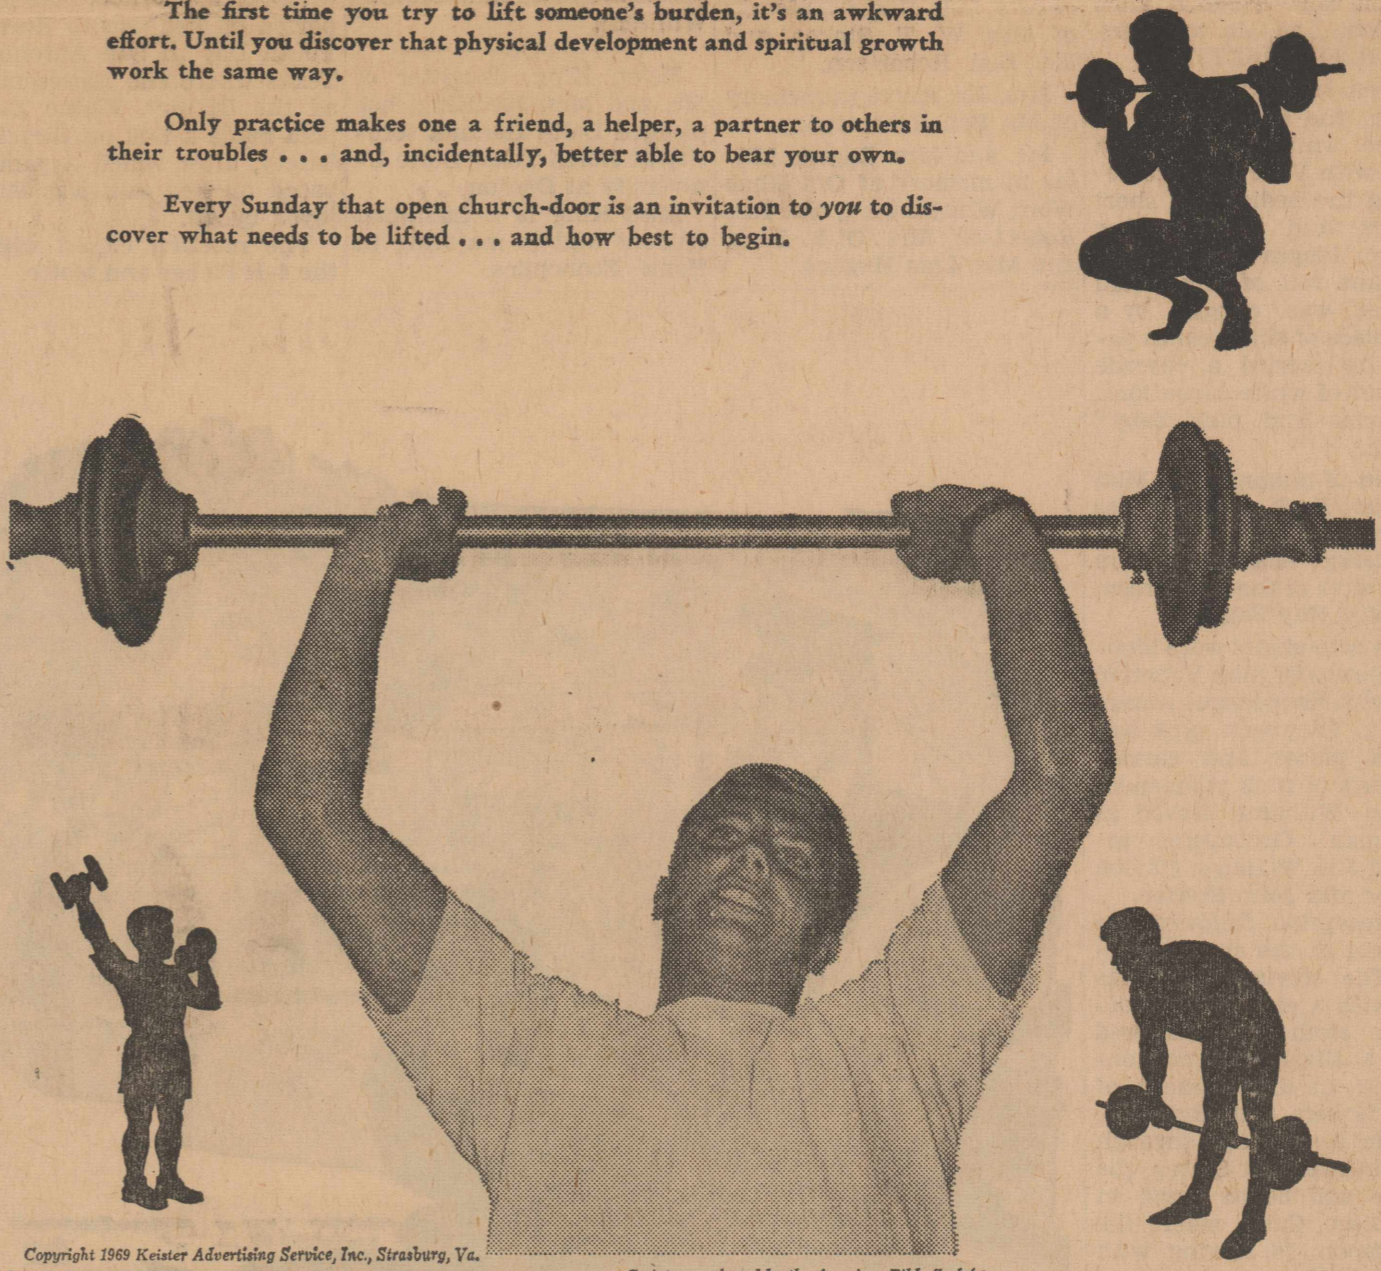 The first time you try to lift someone's burden, it's an awkward
effort. Until you discover that physical development and spiritual growth
work the same way.
Only practice makes one a friend, a helper, a partner to others in
their troubles . . . and, incidentally, better able to bear your own.
Every Sunday that open church-door is an invitation to you to dis-
cover what needs to be lifted . . . and how best to begin.
Copyright 1969 Keister Advertising Service, Inc., Strasburg, Va.